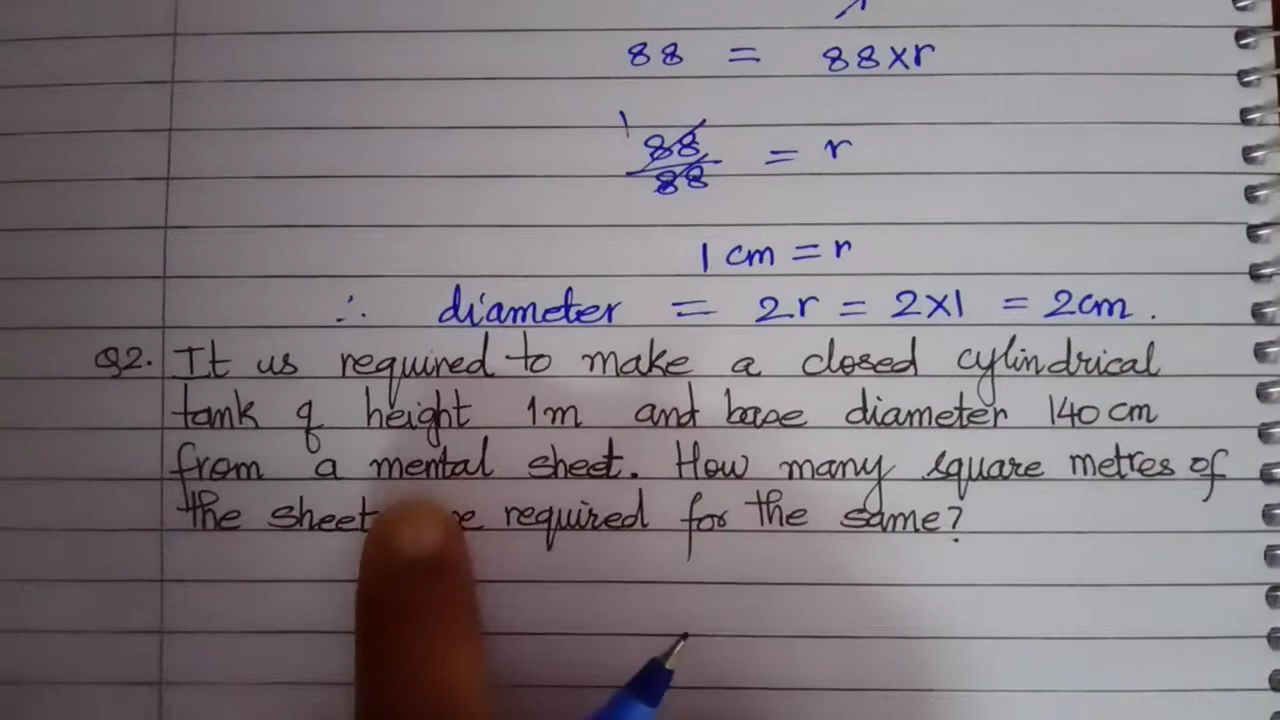 88 = 88×r
1
88/88 = r
1 cm = r
∴ diameter = 2r = 2×1 = 2cm.
Q2. It us required to make a closed cylindrical
tank of height 1m and base diameter 140 cm
from a mental sheet. How many square metres of
the sheet required for the same?